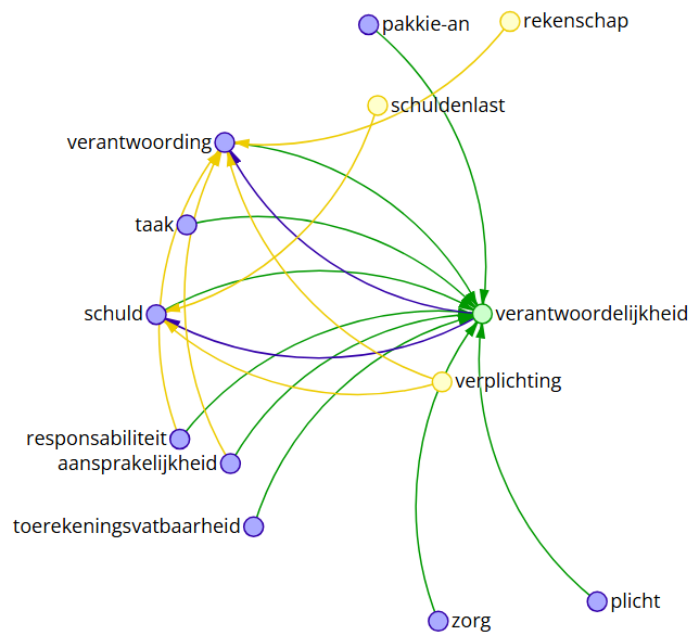 pakkie-an
rekenschap
schuldenlast
verantwoording
taak
schuld
verantwoordelijkheid
verplichting
responsabiliteit
aansprakelijkheid
toerekeningsvatbaarheid
plicht
zorg